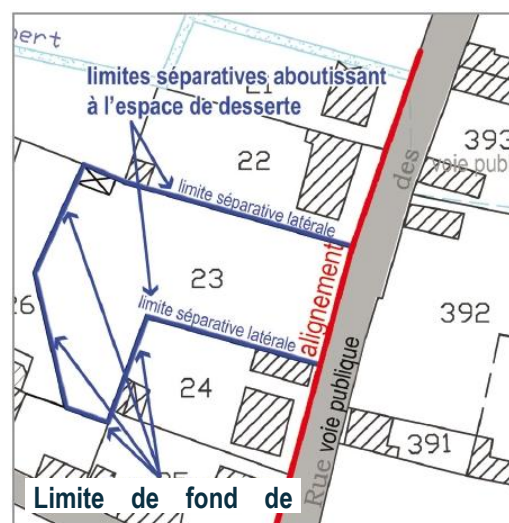 limites séparatives aboutissant
à l'espace de desserte
21
22
393
voie publ
des
limite séparative latérale
23
alignement
limite séparative latérale
392
26
24
Rue voie publique
391
25
Limite de fond de